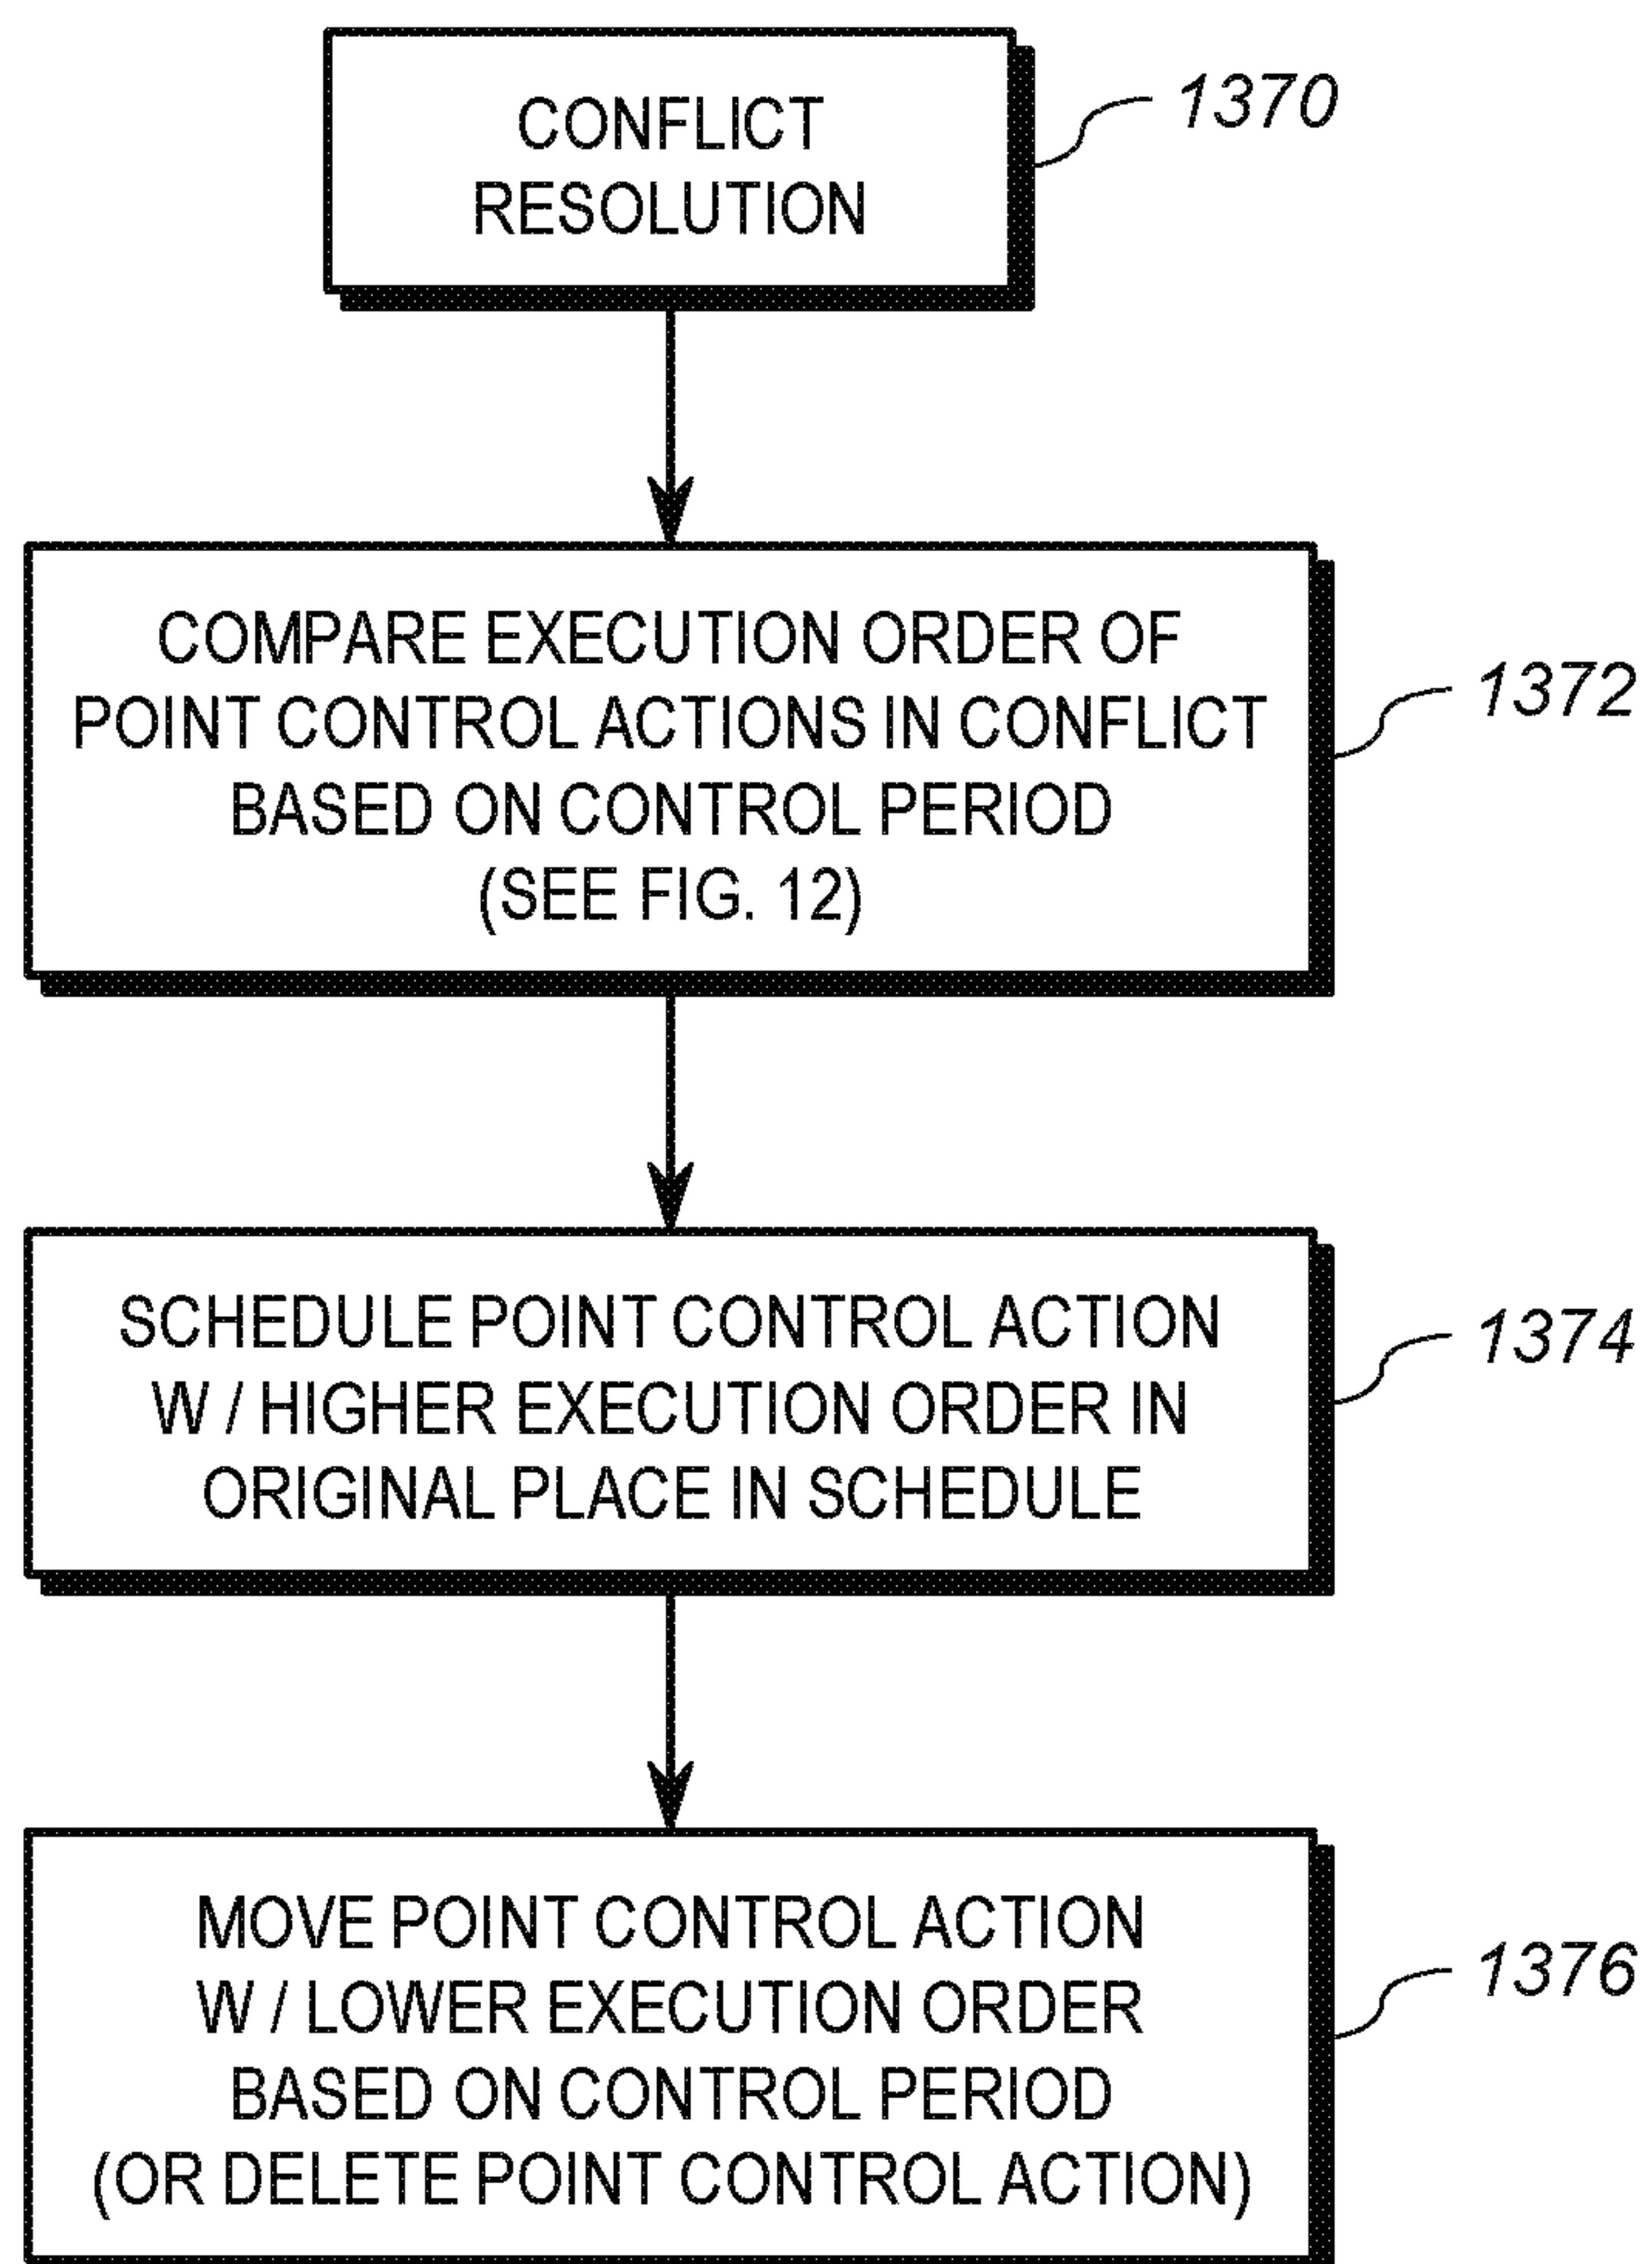 CONFLICT
RESOLUTION
1370
COMPARE EXECUTION ORDER OF
POINT CONTROL ACTIONS IN CONFLICT
BASED ON CONTROL PERIOD
(SEE FIG. 12)
1372
SCHEDULE POINT CONTROL ACTION
W / HIGHER EXECUTION ORDER IN
ORIGINAL PLACE IN SCHEDULE
1374
MOVE POINT CONTROL ACTION
W / LOWER EXECUTION ORDER
BASED ON CONTROL PERIOD
(OR DELETE POINT CONTROL ACTION)
1376